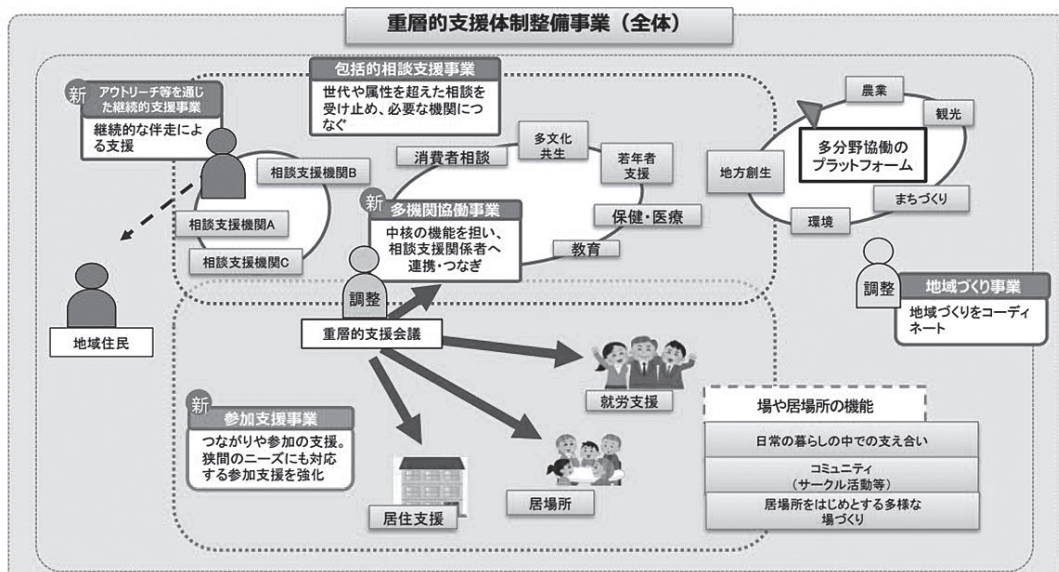 重層的支援体制整備事業（全体）
新
アウトリーチ等を通じ
た継続的支援事業
継続的な伴走によ
る支援
包括的相談支援事業
世代や属性を超えた相談を
受け止め、必要な機関につ
なぐ
相談支援機関B
相談支援機関A
相談支援機関C
消費者相談
多文化
共生
若年者
支援
保健・医療
教育
新
多機関協働事業
中核の機能を担い、
相談支援関係者へ
連携・つなぎ
農業
観光
多分野協働の
プラットフォーム
地方創生
まちづくり
環境
調整
地域づくり事業
地域づくりをコーディ
ネート
地域住民
調整
重層的支援会議
新
参加支援事業
つながりや参加の支援。
狭間のニーズにも対応
する参加支援を強化
就労支援
居場所
居住支援
場や居場所の機能
日常の暮らしの中での支え合い
コミュニティ
（サークル活動等）
居場所をはじめとする多様な
場づくり